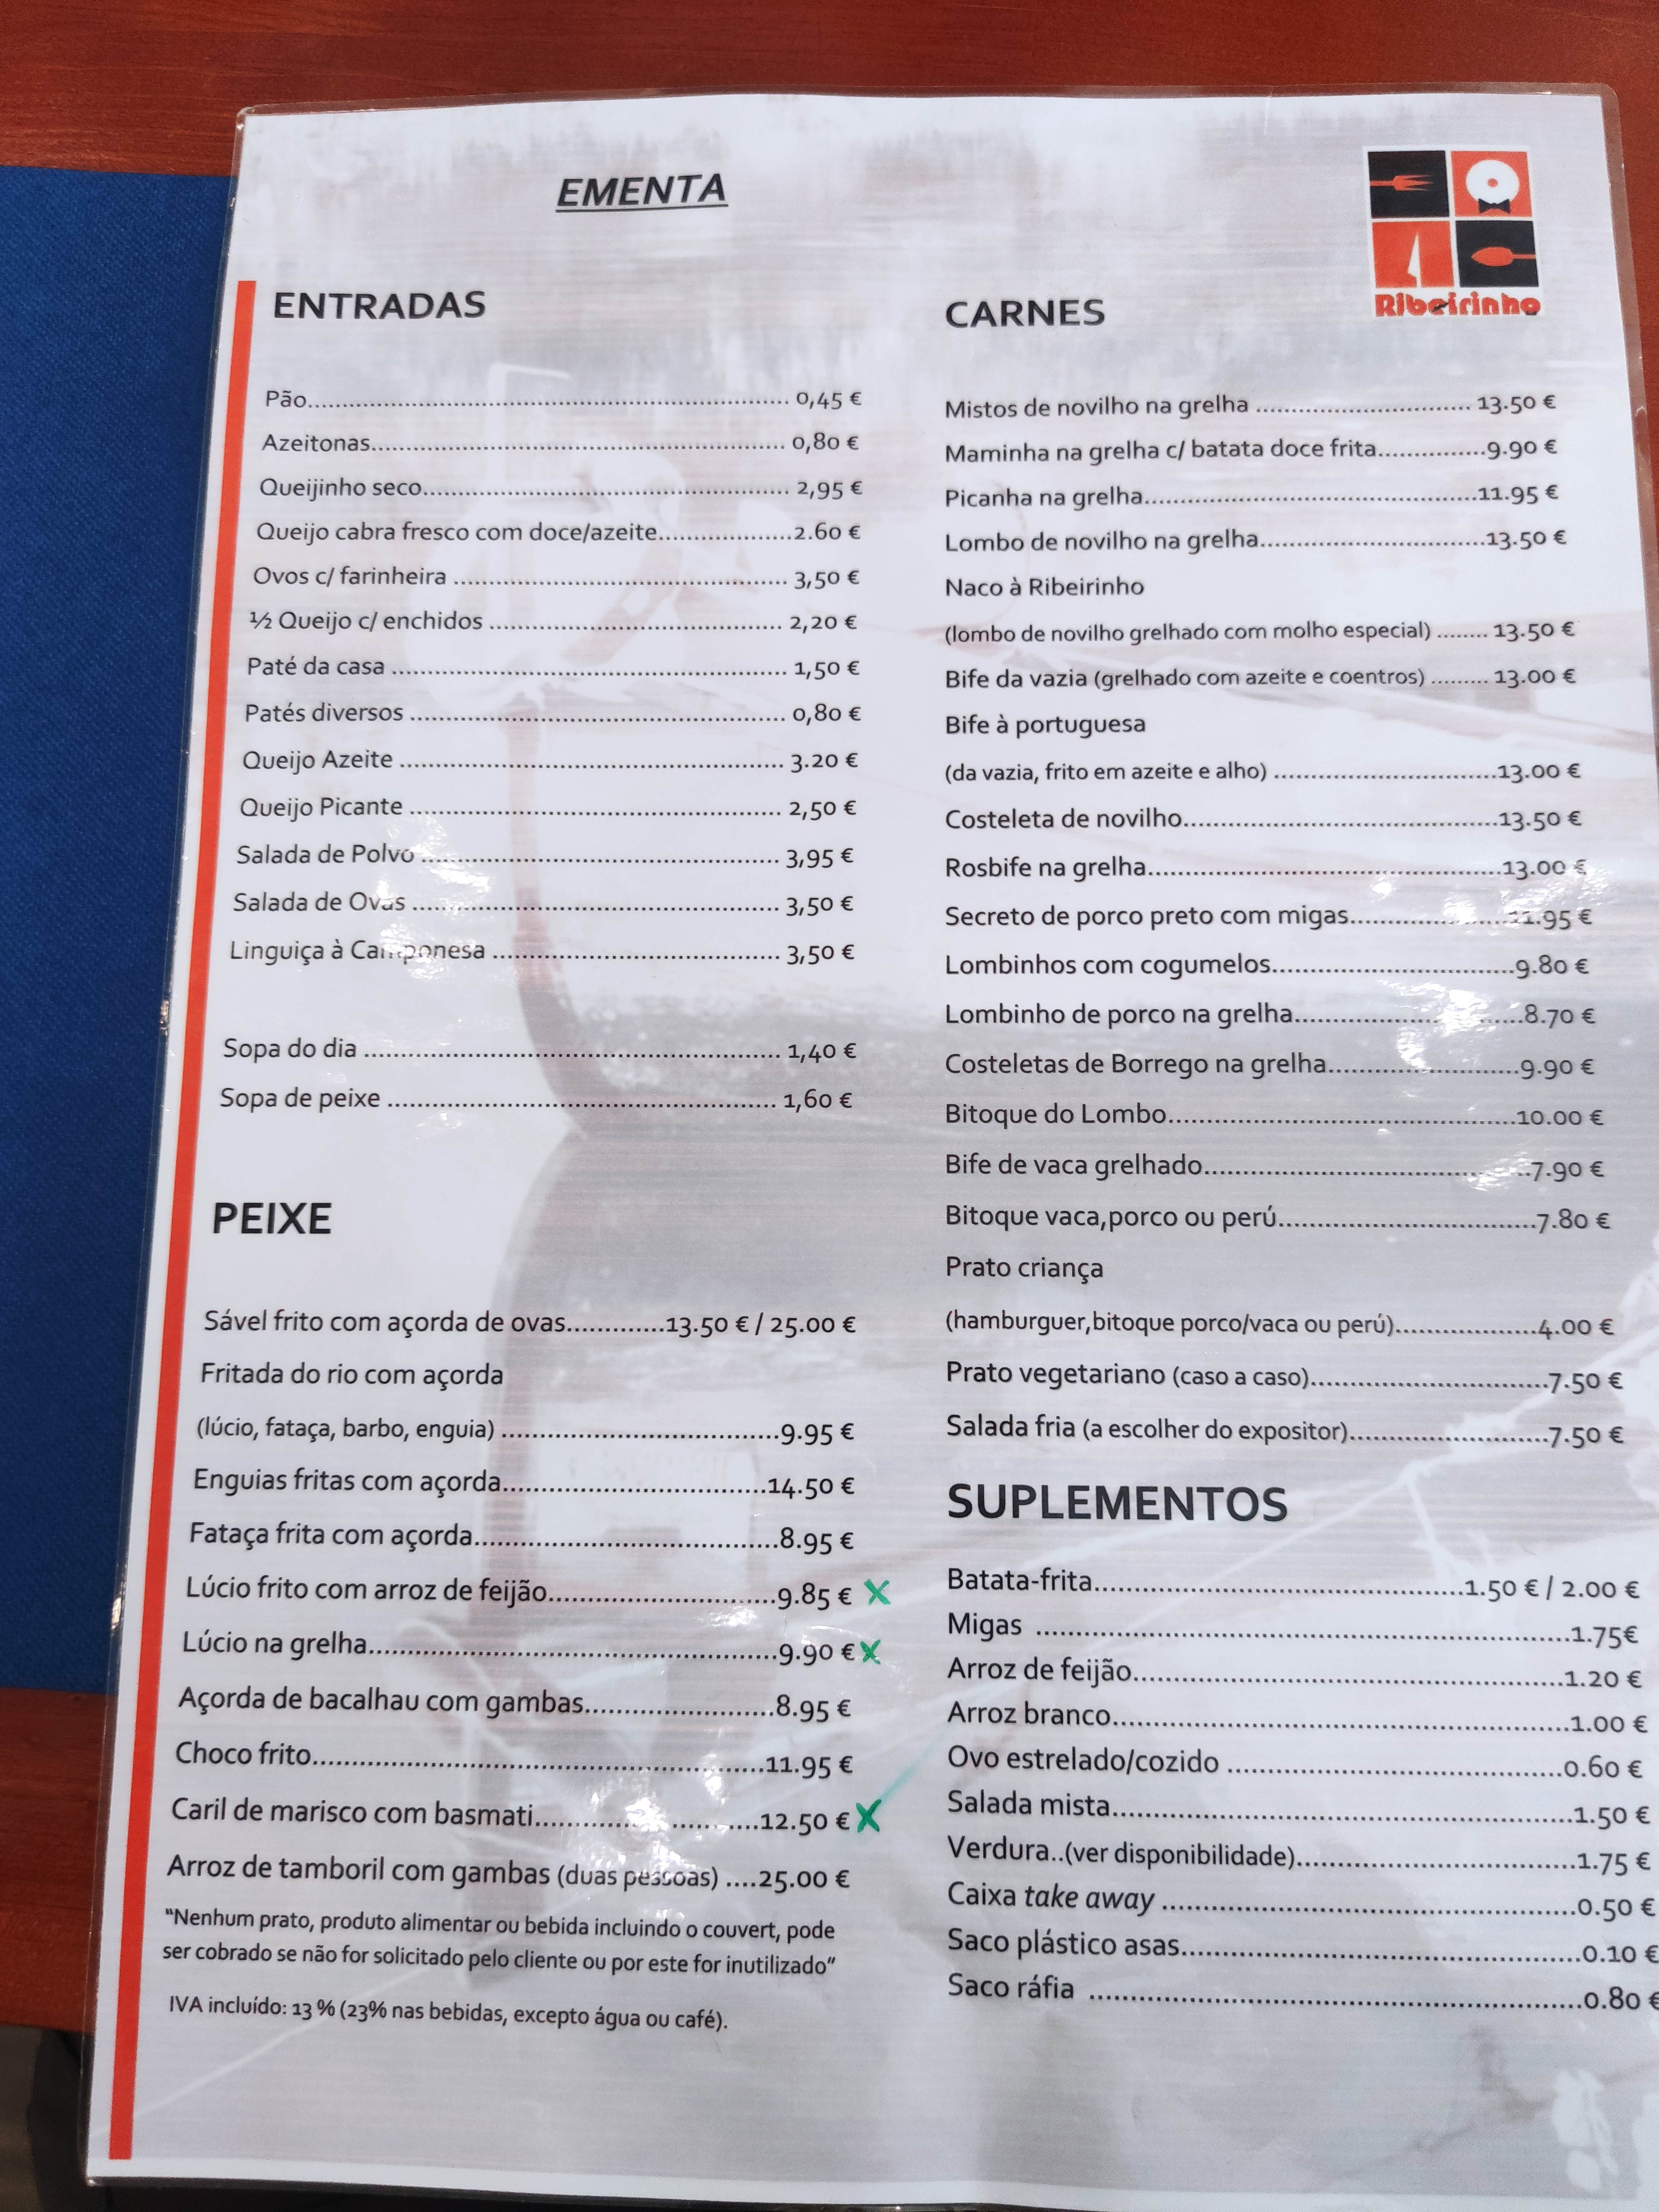 EMENTA
Ribeirinho
ENTRADAS
Pão 0,45 €
Azeitonas 0,80 €
Queijinho seco 2,95 €
Queijo cabra fresco com doce/azeite 2.60 €
Ovos c/ farinheira 3,50 €
½ Queijo c/ enchidos 2,20 €
Paté da casa 1,50 €
Patés diversos 0,80 €
Queijo Azeite 3.20 €
Queijo Picante 2,50 €
Salada de Polvo 3,95 €
Salada de Ovas 3,50 €
Linguiça à Camponesa 3,50 €
Sopa do dia 1,40 €
Sopa de peixe 1,60 €
PEIXE
Sável frito com açorda de ovas 13.50 € / 25.00 €
Fritada do rio com açorda
(lúcio, fataça, barbo, enguia) 9.95 €
Enguias fritas com açorda 14.50 €
Fataça frita com açorda 8.95 €
Lúcio frito com arroz de feijão 9.85 € X
Lúcio na grelha 9.90 € X
Açorda de bacalhau com gambas 8.95 €
Choco frito 11.95 €
Caril de marisco com basmati 12.50 € X
Arroz de tamboril com gambas (duas pessoas) 25.00 €
"Nenhum prato, produto alimentar ou bebida incluindo o couvert, pode
ser cobrado se não for solicitado pelo cliente ou por este for inutilizado"
IVA incluído: 13 % (23% nas bebidas, excepto água ou café).
CARNES
Mistos de novilho na grelha 13.50 €
Maminha na grelha c/ batata doce frita 9.90 €
Picanha na grelha 11.95 €
Lombo de novilho na grelha 13.50 €
Naco à Ribeirinho
(lombo de novilho grelhado com molho especial) 13.50 €
Bife da vazia (grelhado com azeite e coentros) 13.00 €
Bife à portuguesa
(da vazia, frito em azeite e alho) 13.00 €
Costeleta de novilho 13.50 €
Rosbife na grelha 13.00 €
Secreto de porco preto com migas 11.95 €
Lombinhos com cogumelos 9.80 €
Lombinho de porco na grelha 8.70 €
Costeletas de Borrego na grelha 9.90 €
Bitoque do Lombo 10.00 €
Bife de vaca grelhado 7.90 €
Bitoque vaca,porco ou perú 7.80 €
Prato criança
(hamburguer,bitoque porco/vaca ou perú) 4.00 €
Prato vegetariano (caso a caso) 7.50 €
Salada fria (a escolher do expositor) 7.50 €
SUPLEMENTOS
Batata-frita 1.50 € / 2.00 €
Migas 1.75€
Arroz de feijão 1.20 €
Arroz branco 1.00 €
Ovo estrelado/cozido 0.60 €
Salada mista 1.50 €
Verdura..(ver disponibilidade) 1.75 €
Caixa take away 0.50 €
Saco plástico asas 0.10 €
Saco ráfia 0.80 €